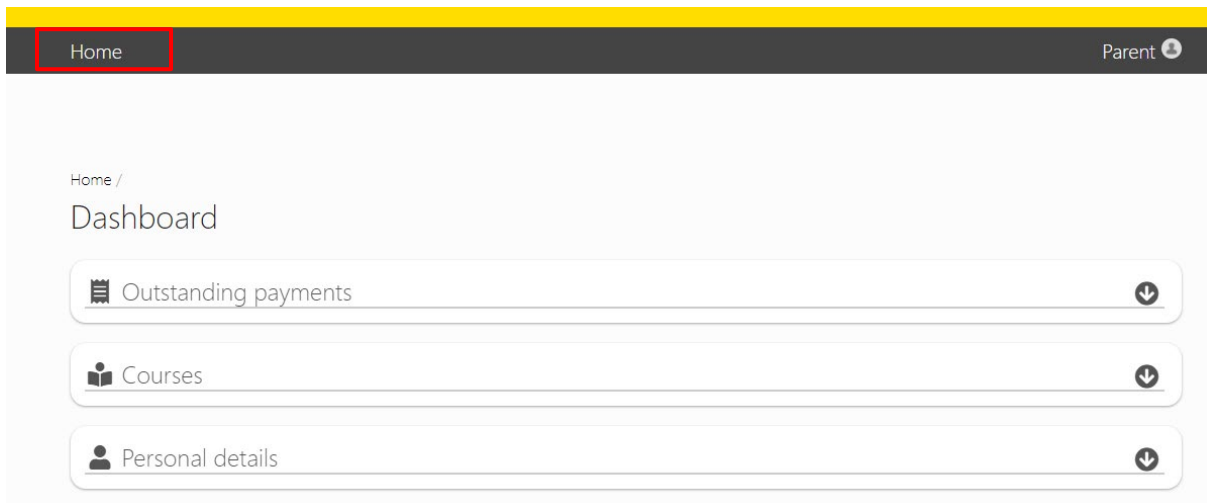 Home Parent
Home /
Dashboard
Outstanding payments
Courses
Personal details